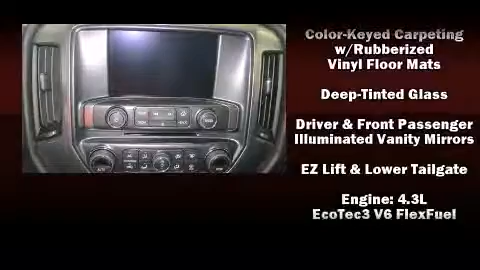 Color-Keyed Carpeting
w/Rubberized
Vinyl Floor Mats
Deep-Tinted Glass
Driver & Front Passenger
Illuminated Vanity Mirrors
EZ Lift & Lower Tailgate
Engine: 4.3L
EcoTec3 V6 FlexFuel